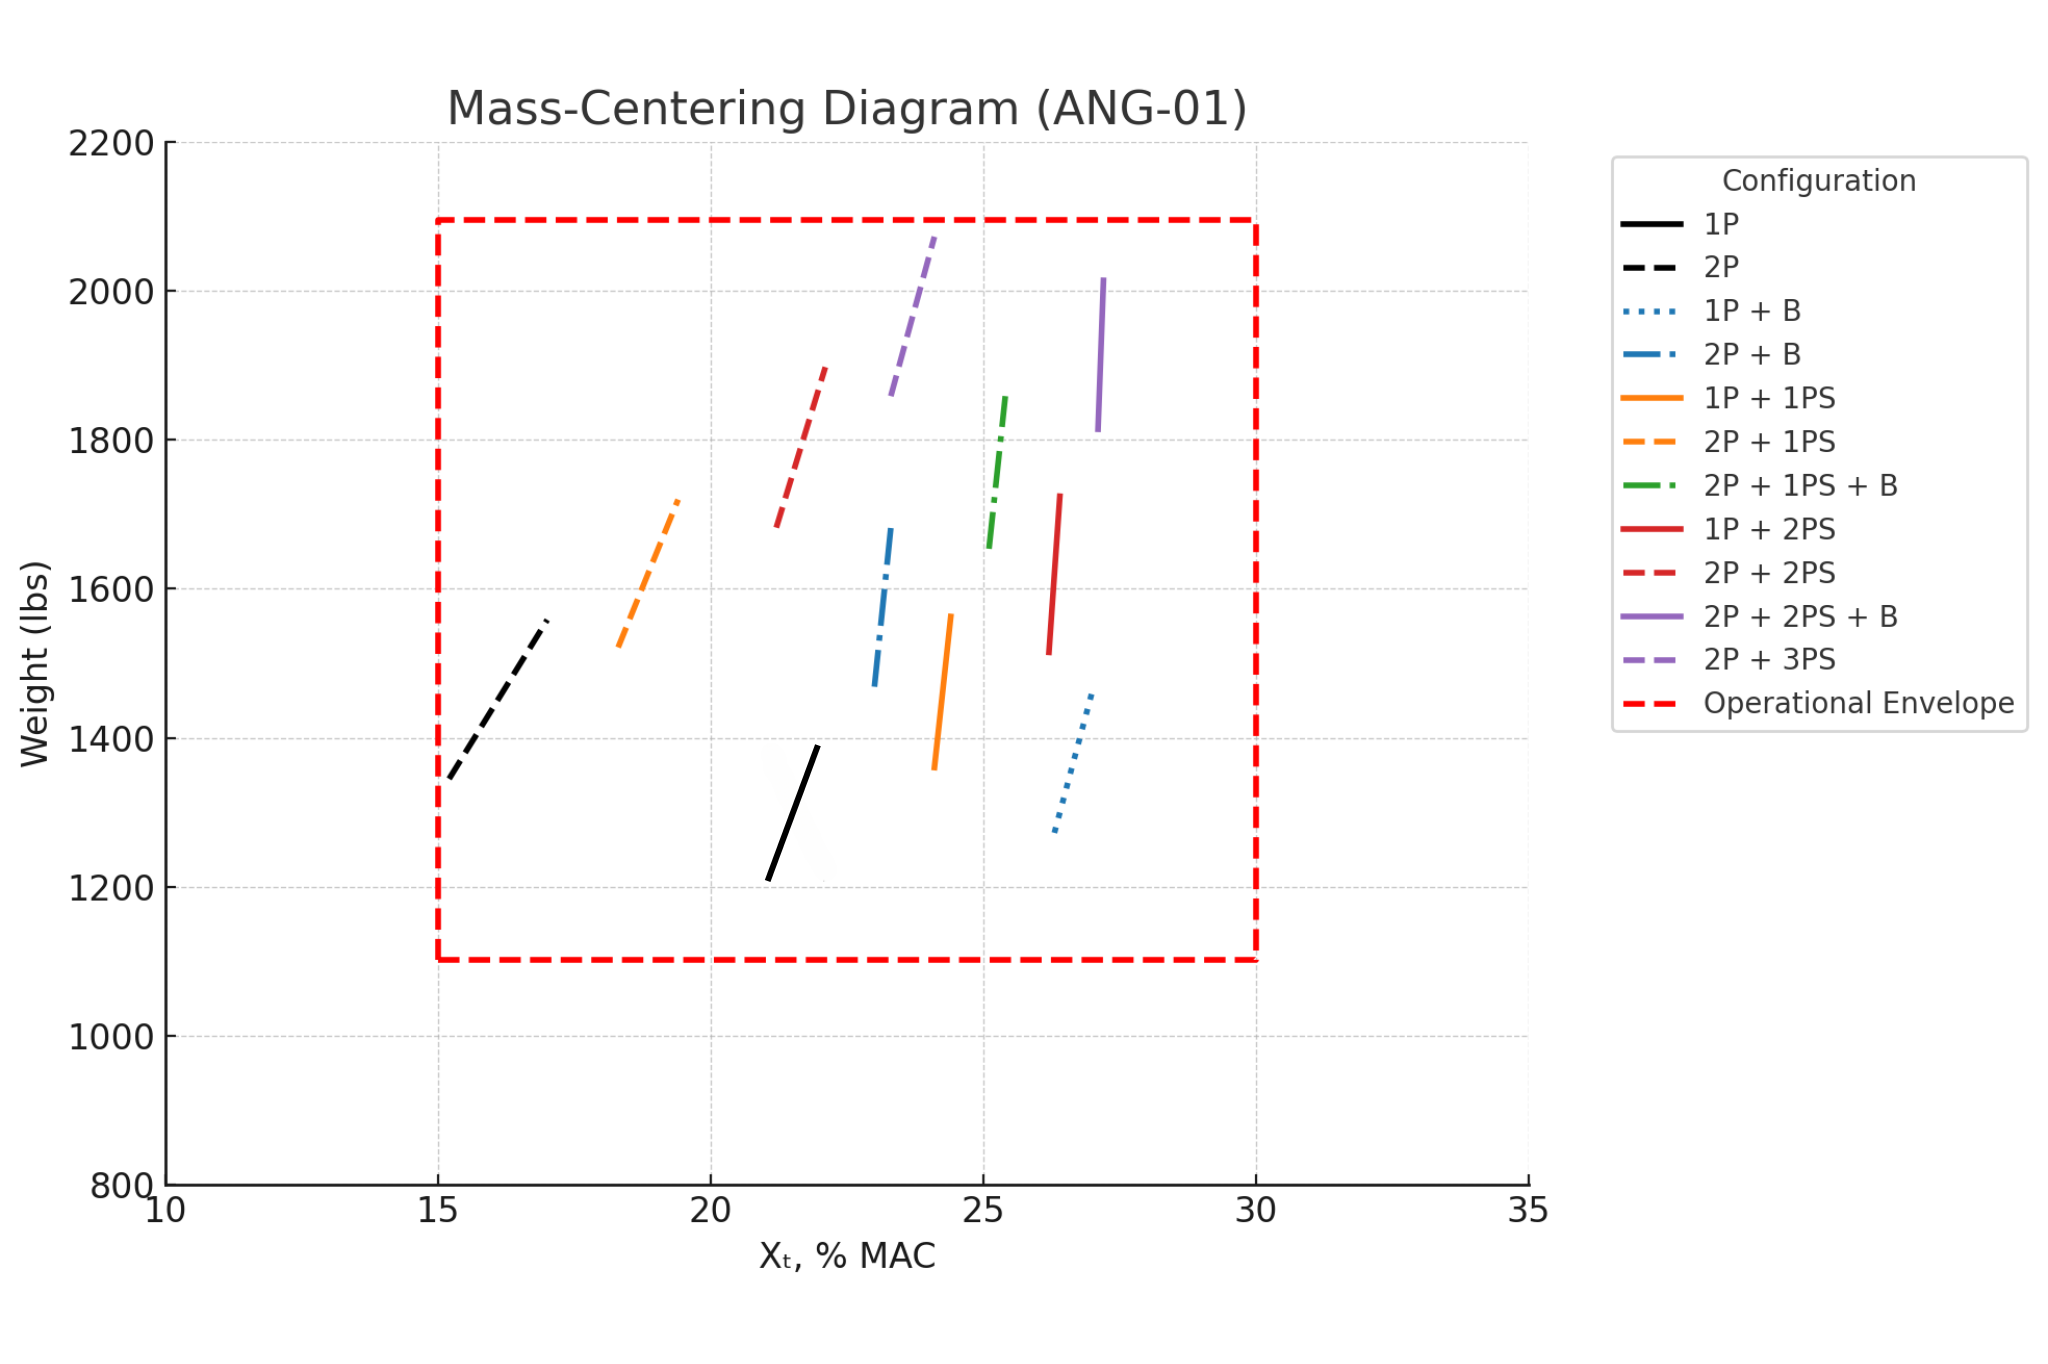 Mass-Centering Diagram (ANG-01)
2200
2000
1800
1600
1400
1200
1000
800
Weight (lbs)
10
15
20
25
30
35
Xₜ, % MAC
Configuration
1P
2P
1P + B
2P + B
1P + 1PS
2P + 1PS
2P + 1PS + B
1P + 2PS
2P + 2PS
2P + 2PS + B
2P + 3PS
Operational Envelope